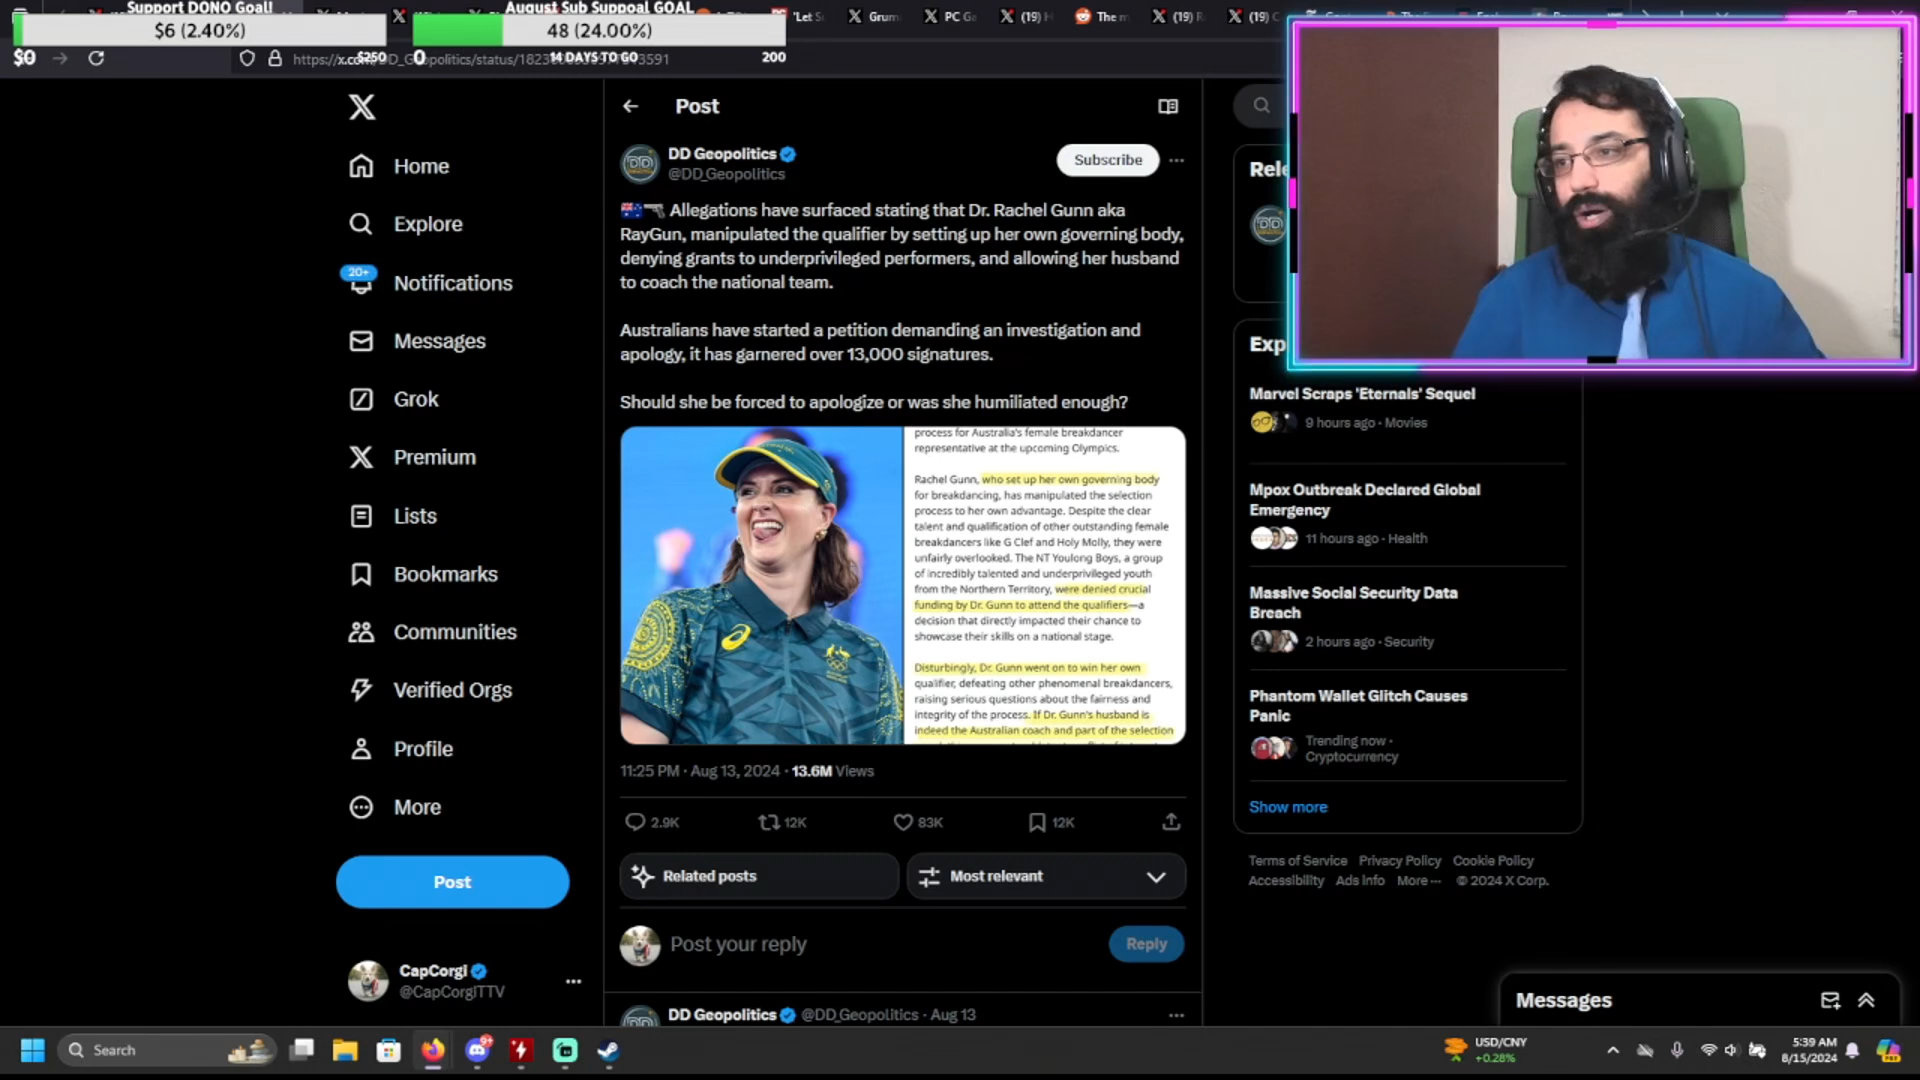 Support DONO Goal!
$6 (2.40%)
$0
$250
August Sub Suppoal GOAL
48 (24.00%)
0
14 DAYS TO GO
200
'Let S
Grum
PC Ga
(19) H
The m
(19) R
(19) C
Home
Explore
20+
Notifications
Messages
Grok
Premium
Lists
Bookmarks
Communities
Verified Orgs
Profile
More
Post
CapCorgI
@CapCorgITTV
Post
DD Geopolitics
@DD_Geopolitics
Subscribe
Allegations have surfaced stating that Dr. Rachel Gunn aka
RayGun, manipulated the qualifier by setting up her own governing body,
denying grants to underprivileged performers, and allowing her husband
to coach the national team.
Australians have started a petition demanding an investigation and
apology, it has garnered over 13,000 signatures.
Should she be forced to apologize or was she humiliated enough?
process for Australia's female breakdancer
representative at the upcoming Olympics.
Rachel Gunn, who set up her own governing body
for breakdancing, has manipulated the selection
process to her own advantage. Despite the clear
talent and qualification of other outstanding female
breakdancers like G Clef and Holy Molly, they were
unfairly overlooked. The NT Youlong Boys, a group
of incredibly talented and underprivileged youth
from the Northern Territory, were denied crucial
funding by Dr. Gunn to attend the qualifiers—a
decision that directly impacted their chance to
showcase their skills on a national stage.
Disturbingly, Dr. Gunn went on to win her own
qualifier, defeating other phenomenal breakdancers,
raising serious questions about the fairness and
integrity of the process. If Dr. Gunn's husband is
indeed the Australian coach and part of the selection
11:25 PM · Aug 13, 2024 · 13.6M Views
2.9K
12K
83K
12K
Related posts
Most relevant
Post your reply
Reply
DD Geopolitics @DD_Geopolitics · Aug 13
Rele
Exp
Marvel Scraps 'Eternals' Sequel
9 hours ago · Movies
Mpox Outbreak Declared Global
Emergency
11 hours ago · Health
Massive Social Security Data
Breach
2 hours ago · Security
Phantom Wallet Glitch Causes
Panic
Trending now ·
Cryptocurrency
Show more
Terms of Service Privacy Policy Cookie Policy
Accessibility Ads info More ··· © 2024 X Corp.
Messages
Search
9+
USD/CNY
+0.28%
5:39 AM
8/15/2024